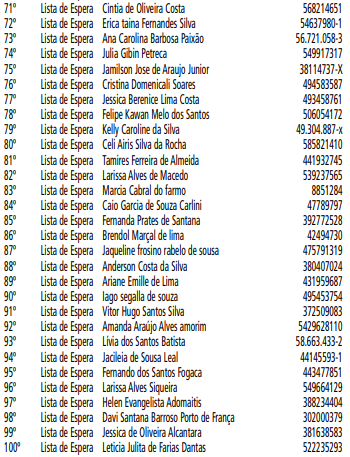 71º Lista de Espera Cintia de Oliveira Costa 568214651
72º Lista de Espera Erica taina Fernandes Silva 54637980-1
73º Lista de Espera Ana Carolina Barbosa Paixão 56.721.058-3
74º Lista de Espera Julia Gibin Petreca 549917317
75º Lista de Espera Jamilson Jose de Araujo Junior 38114737-X
76º Lista de Espera Cristina Domenicali Soares 494583587
77º Lista de Espera Jessica Berenice Lima Costa 493458761
78º Lista de Espera Felipe Kawan Melo dos Santos 506054172
79º Lista de Espera Kelly Caroline da Silva 49.304.887-x
80º Lista de Espera Celi Airis Silva da Rocha 585821410
81º Lista de Espera Tamires Ferreira de Almeida 441932745
82º Lista de Espera Larissa Alves de Macedo 539237565
83º Lista de Espera Marcia Cabral do farmo 8851284
84º Lista de Espera Caio Garcia de Souza Carlini 47789797
85º Lista de Espera Fernanda Prates de Santana 392772528
86º Lista de Espera Brendol Marçal de lima 42494730
87º Lista de Espera Jaqueline frosino rabelo de sousa 475791319
88º Lista de Espera Anderson Costa da Silva 380407024
89º Lista de Espera Ariane Emille de Lima 431959687
90º Lista de Espera Iago segalla de souza 495453754
91º Lista de Espera Vitor Hugo Santos Silva 372509083
92º Lista de Espera Amanda Araújo Alves amorim 5429628110
93º Lista de Espera Lívia dos Santos Batista 58.663.433-2
94º Lista de Espera Jacileia de Sousa Leal 44145593-1
95º Lista de Espera Fernando dos Santos Fogaca 443477851
96º Lista de Espera Larissa Alves Siqueira 549664129
97º Lista de Espera Helen Evangelista Adomaitis 388234404
98º Lista de Espera Davi Santana Barroso Porto de França 302000379
99º Lista de Espera Jessica de Oliveira Alcantara 381638583
100º Lista de Espera Leticia Julita de Farias Dantas 522235293